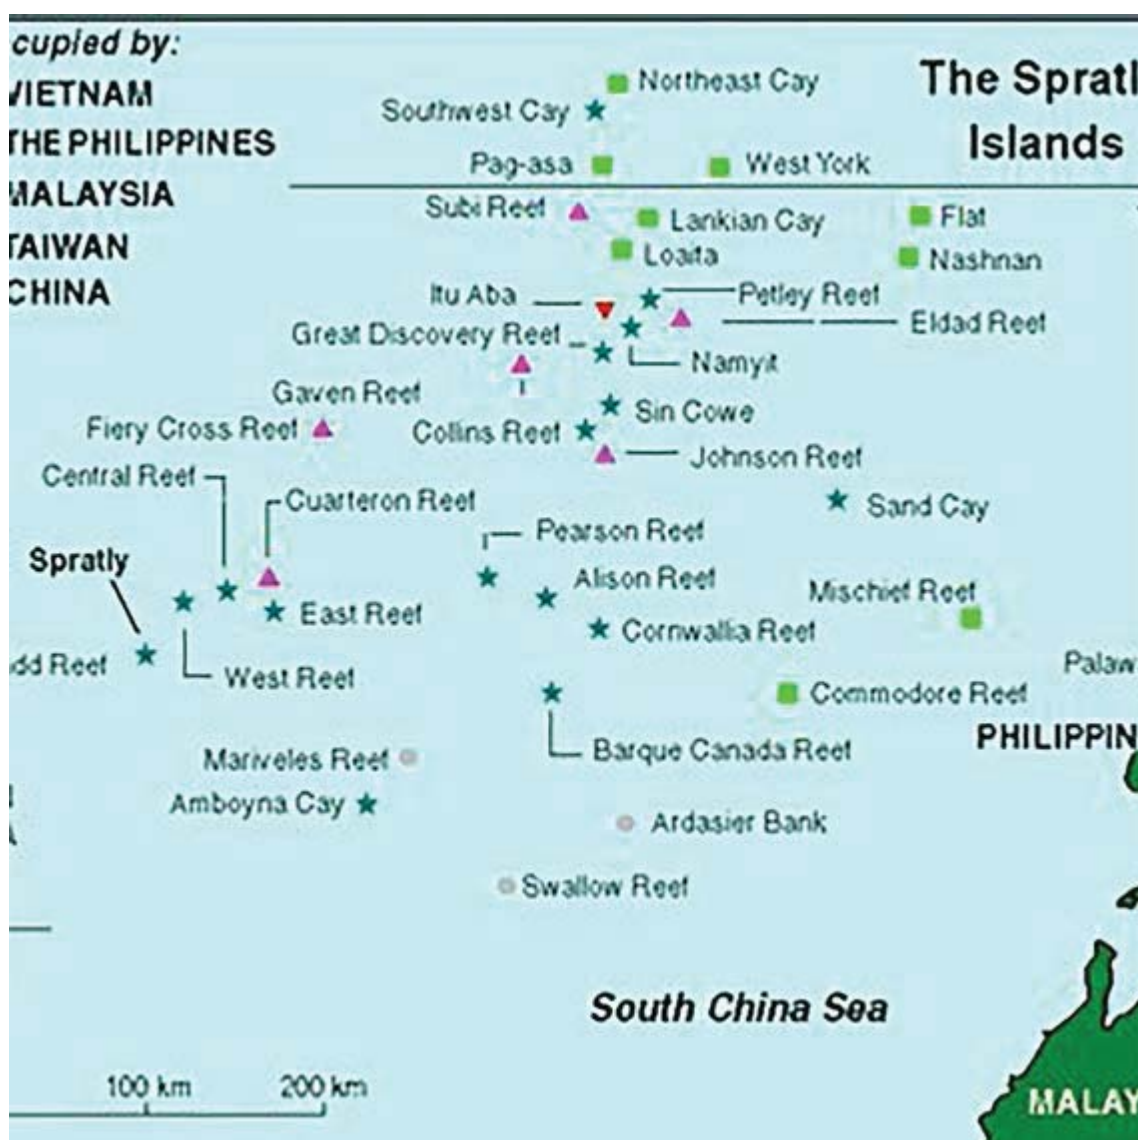 cupied by:
VIETNAM
THE PHILIPPINES
MALAYSIA
TAIWAN
CHINA
The Spratl
Islands
Northeast Cay
Southwest Cay
Pag-asa
West York
Subi Reef
Lankian Cay
Flat
Loaita
Nashnan
Itu Aba
Petley Reef
Eldad Reef
Great Discovery Reef
Namyit
Gaven Reef
Sin Cowe
Fiery Cross Reef
Collins Reef
Johnson Reef
Central Reef
Cuarteron Reef
Sand Cay
Pearson Reef
Spratly
Alison Reef
Mischief Reef
East Reef
Cornwallia Reef
dd Reef
West Reef
Palaw
Commodore Reef
PHILIPPIN
Barque Canada Reef
Mariveles Reef
Amboyna Cay
Ardasier Bank
Swallow Reef
South China Sea
100 km 200 km
MALAY